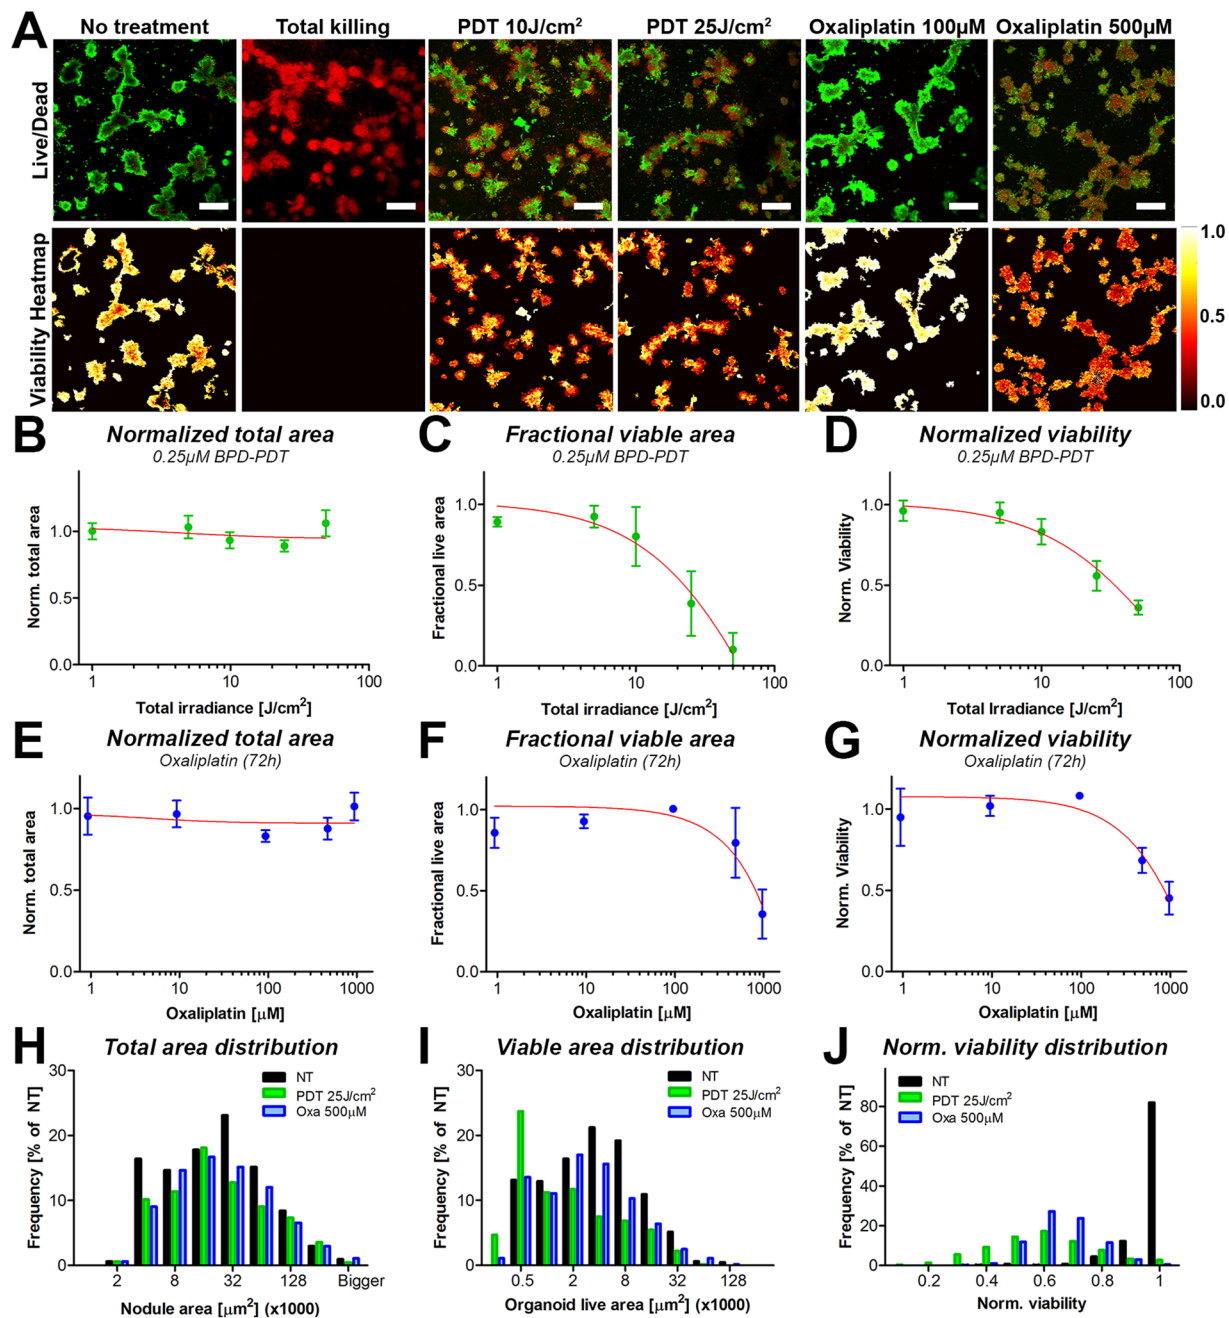 A
No treatment Total killing PDT 10J/cm² PDT 25J/cm² Oxaliplatin 100µM Oxaliplatin 500µM
Live/Dead
Viability Heatmap
1.0
0.5
0.0
B Normalized total area
0.25µM BPD-PDT
Norm. total area
1.0
0.5
0.0
1 10 100
Total irradiance [J/cm²]
C Fractional viable area
0.25µM BPD-PDT
Fractional live area
1.0
0.5
0.0
1 10 100
Total irradiance [J/cm²]
D Normalized viability
0.25µM BPD-PDT
Norm. Viability
1.0
0.5
0.0
1 10 100
Total Irradiance [J/cm²]
E Normalized total area
Oxaliplatin (72h)
Norm. total area
1.0
0.5
0.0
1 10 100 1000
Oxaliplatin [µM]
F Fractional viable area
Oxaliplatin (72h)
Fractional live area
1.0
0.5
0.0
1 10 100 1000
Oxaliplatin [µM]
G Normalized viability
Oxaliplatin (72h)
Norm. Viability
1.0
0.5
0.0
1 10 100 1000
Oxaliplatin [µM]
H Total area distribution
Frequency [% of NT]
30
20
10
0
NT
PDT 25J/cm²
Oxa 500µM
2 8 32 128 Bigger
Nodule area [µm²] (x1000)
I Viable area distribution
Frequency [% of NT]
30
20
10
0
NT
PDT 25J/cm²
Oxa 500µM
0.5 2 8 32 128
Organoid live area [µm²] (x1000)
J Norm. viability distribution
Frequency [% of NT]
80
60
40
20
0
NT
PDT 25J/cm²
Oxa 500µM
0.2 0.4 0.6 0.8 1
Norm. viability